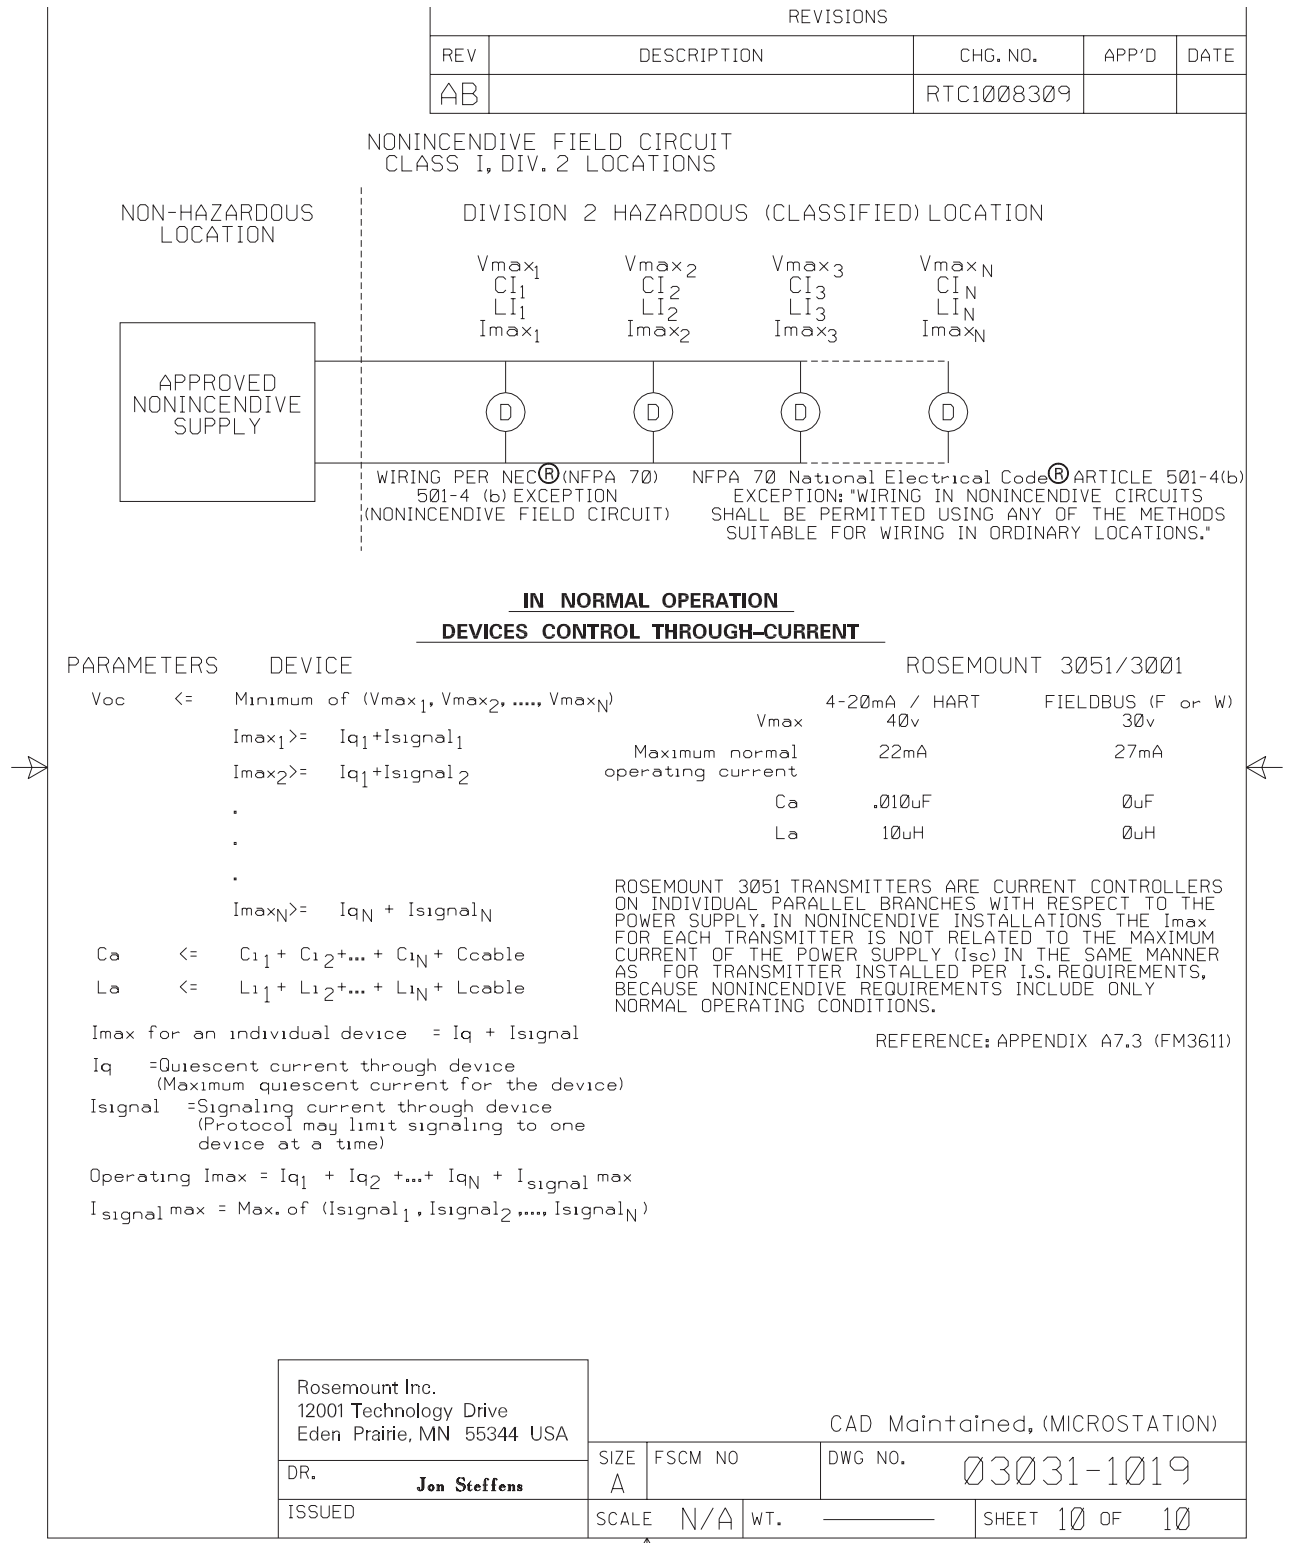 REVISIONS
REV DESCRIPTION CHG. NO. APP'D DATE
AB RTC1008309
NONINCENDIVE FIELD CIRCUIT
CLASS I, DIV. 2 LOCATIONS
NON-HAZARDOUS
LOCATION
DIVISION 2 HAZARDOUS (CLASSIFIED) LOCATION
Vmax1 Vmax2 Vmax3 VmaxN
CI1 CI2 CI3 CIN
LI1 LI2 LI3 LIN
Imax1 Imax2 Imax3 ImaxN
APPROVED
NONINCENDIVE
SUPPLY
D D D D
WIRING PER NEC®(NFPA 70)
501-4 (b) EXCEPTION
(NONINCENDIVE FIELD CIRCUIT)
NFPA 70 National Electrical Code® ARTICLE 501-4(b)
EXCEPTION: "WIRING IN NONINCENDIVE CIRCUITS
SHALL BE PERMITTED USING ANY OF THE METHODS
SUITABLE FOR WIRING IN ORDINARY LOCATIONS."
IN NORMAL OPERATION
DEVICES CONTROL THROUGH–CURRENT
PARAMETERS DEVICE
Voc <= Minimum of (Vmax1, Vmax2, ...., VmaxN)
Imax1>= Iq1+Isignal1
Imax2>= Iq1+Isignal2
.
.
.
ImaxN>= IqN + IsignalN
Ca <= Ci1 + Ci2+... + CiN + Ccable
La <= Li1 + Li2+... + LiN + Lcable
Imax for an individual device = Iq + Isignal
Iq =Quiescent current through device
(Maximum quiescent current for the device)
Isignal =Signaling current through device
(Protocol may limit signaling to one
device at a time)
Operating Imax = Iq1 + Iq2 +...+ IqN + Isignal max
Isignal max = Max. of (Isignal1, Isignal2,...., IsignalN)
ROSEMOUNT 3051/3001
4-20mA / HART FIELDBUS (F or W)
Vmax 40v 30v
Maximum normal 22mA 27mA
operating current
Ca .010uF 0uF
La 10uH 0uH
ROSEMOUNT 3051 TRANSMITTERS ARE CURRENT CONTROLLERS
ON INDIVIDUAL PARALLEL BRANCHES WITH RESPECT TO THE
POWER SUPPLY. IN NONINCENDIVE INSTALLATIONS THE Imax
FOR EACH TRANSMITTER IS NOT RELATED TO THE MAXIMUM
CURRENT OF THE POWER SUPPLY (Isc) IN THE SAME MANNER
AS FOR TRANSMITTER INSTALLED PER I.S. REQUIREMENTS,
BECAUSE NONINCENDIVE REQUIREMENTS INCLUDE ONLY
NORMAL OPERATING CONDITIONS.
REFERENCE: APPENDIX A7.3 (FM3611)
Rosemount Inc.
12001 Technology Drive
Eden Prairie, MN 55344 USA
CAD Maintained, (MICROSTATION)
DR. Jon Steffens
SIZE A
FSCM NO
DWG NO. 03031-1019
ISSUED
SCALE N/A WT. ———
SHEET 10 OF 10